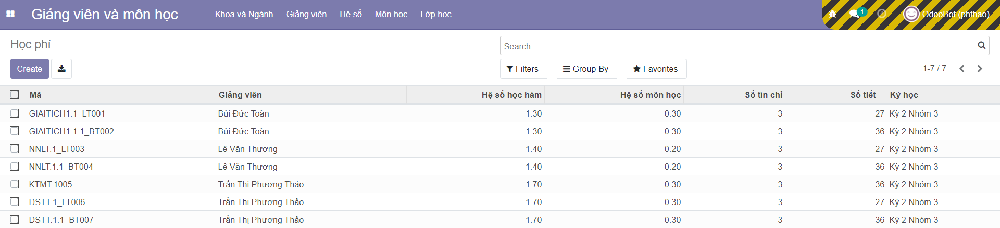 Giảng viên và môn học Khoa và Ngành Giảng viên Hệ số Môn học Lớp học 1 OdooBot (phthao)
Học phí Search...
Create Filters Group By Favorites 1-7 / 7
Mã Giảng viên Hệ số học hàm Hệ số môn học Số tín chỉ Số tiết Kỳ học
GIAITICH1.1_LT001 Bùi Đức Toàn 1.30 0.30 3 27 Kỳ 2 Nhóm 3
GIAITICH1.1.1_BT002 Bùi Đức Toàn 1.30 0.30 3 36 Kỳ 2 Nhóm 3
NNLT.1_LT003 Lê Văn Thương 1.40 0.20 3 27 Kỳ 2 Nhóm 3
NNLT.1.1_BT004 Lê Văn Thương 1.40 0.20 3 36 Kỳ 2 Nhóm 3
KTMT.1005 Trần Thị Phương Thảo 1.70 0.30 3 36 Kỳ 2 Nhóm 3
ĐSTT.1_LT006 Trần Thị Phương Thảo 1.70 0.30 3 27 Kỳ 2 Nhóm 3
ĐSTT.1.1_BT007 Trần Thị Phương Thảo 1.70 0.30 3 36 Kỳ 2 Nhóm 3